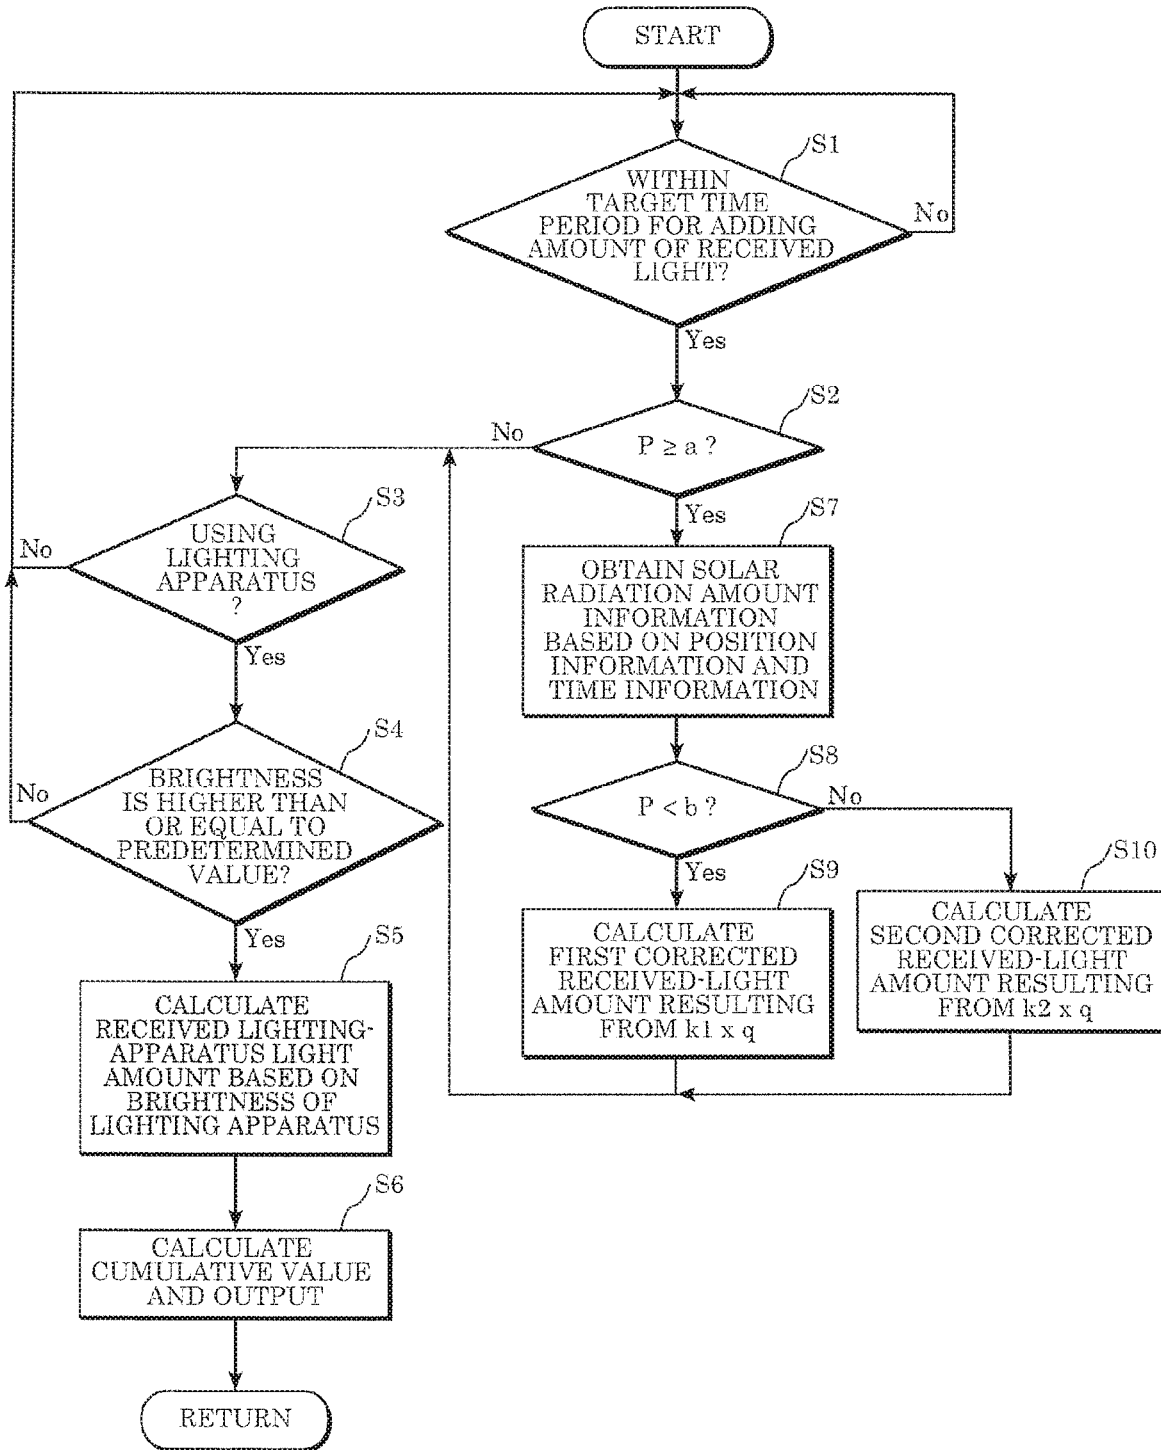 START
S1
WITHIN
TARGET TIME
PERIOD FOR ADDING
AMOUNT OF RECEIVED
LIGHT?
No
Yes
S2
P ≥ a ?
No
Yes
S3
USING
LIGHTING
APPARATUS
?
No
Yes
S4
BRIGHTNESS
IS HIGHER THAN
OR EQUAL TO
PREDETERMINED
VALUE?
No
Yes
S5
CALCULATE
RECEIVED LIGHTING-
APPARATUS LIGHT
AMOUNT BASED ON
BRIGHTNESS OF
LIGHTING APPARATUS
S6
CALCULATE
CUMULATIVE VALUE
AND OUTPUT
RETURN
S7
OBTAIN SOLAR
RADIATION AMOUNT
INFORMATION
BASED ON POSITION
INFORMATION AND
TIME INFORMATION
S8
P < b ?
No
Yes
S9
CALCULATE
FIRST CORRECTED
RECEIVED-LIGHT
AMOUNT RESULTING
FROM k1 x q
S10
CALCULATE
SECOND CORRECTED
RECEIVED-LIGHT
AMOUNT RESULTING
FROM k2 x q